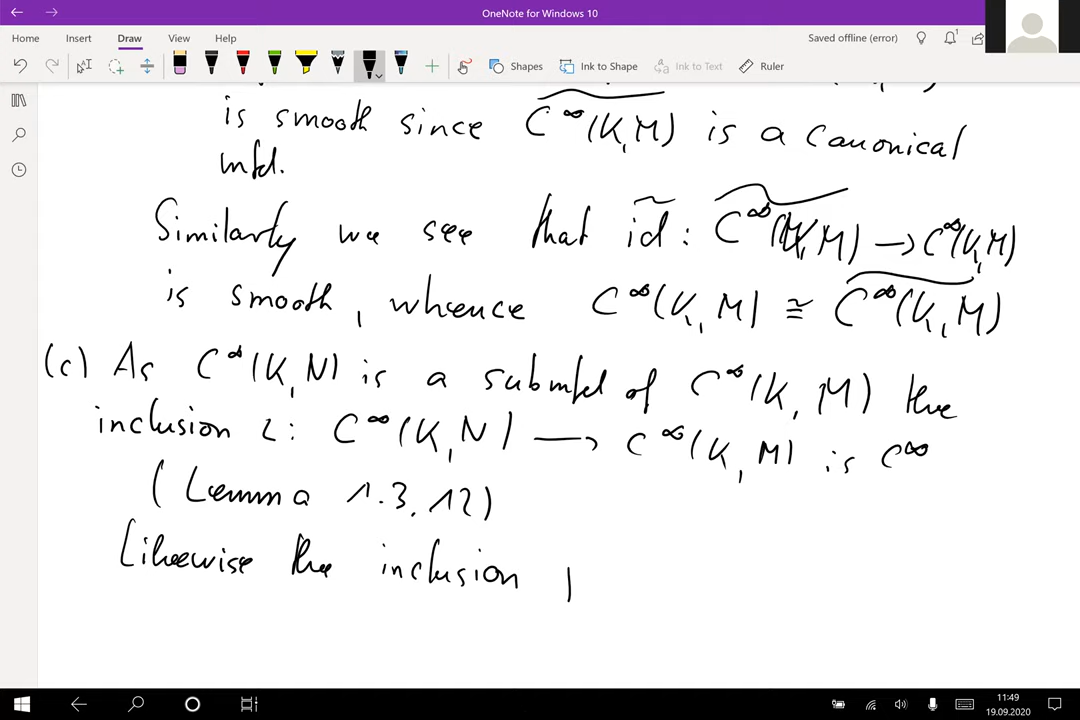 OneNote for Windows 10
Home Insert Draw View Help Saved offline (error)
Shapes Ink to Shape Ink to Text Ruler
is smooth since C^∞(K,M) is a canonical
mfd.
Similarly we see that id: C^∞(K,M) → C^∞(K,M)
is smooth, whence C^∞(K,M) ≅ C^∞(K,M)
(c) As C^∞(K,N) is a submfd of C^∞(K,M) the
inclusion ι: C^∞(K,N) → C^∞(K,M) is C^∞
(Lemma 1.3.12)
Likewise the inclusion
11:49
19.09.2020